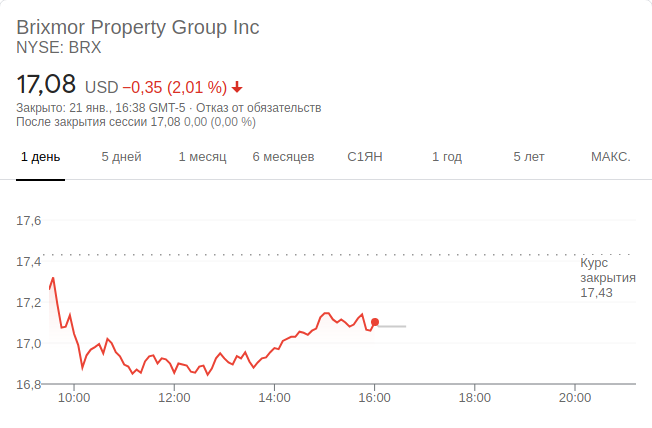 Brixmor Property Group Inc
NYSE: BRX
17,08 USD −0,35 (2,01 %)
Закрыто: 21 янв., 16:38 GMT-5 · Отказ от обязательств
После закрытия сессии 17,08 0,00 (0,00 %)
1 день 5 дней 1 месяц 6 месяцев С1ЯН 1 год 5 лет МАКС.
17,6
17,4
Курс
закрытия
17,43
17,2
17,0
16,8
10:00 12:00 14:00 16:00 18:00 20:00